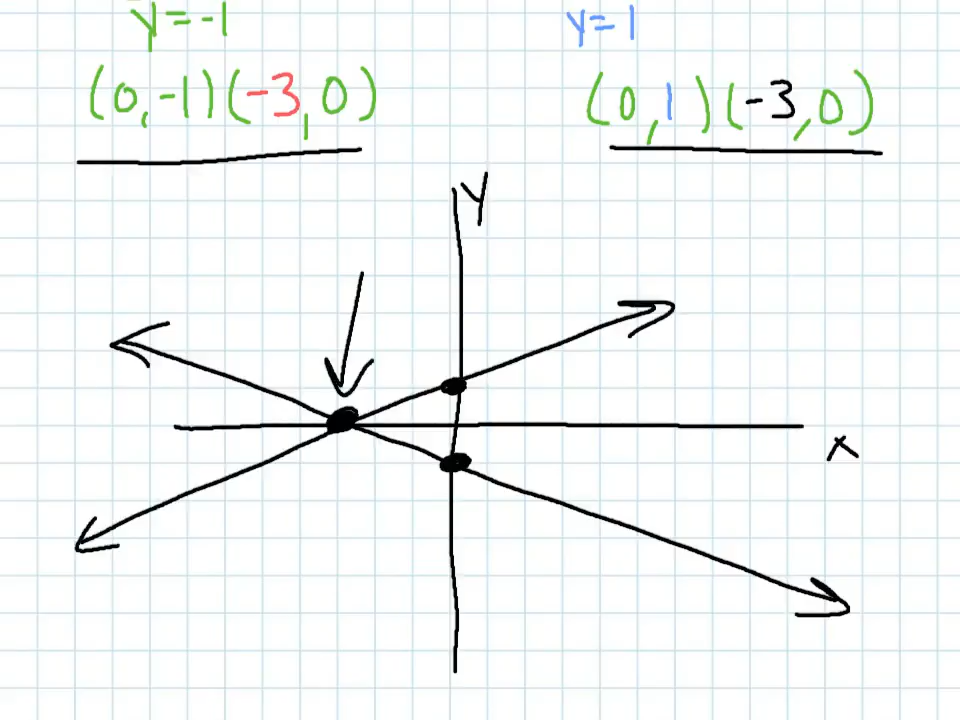 y = -1 y = 1
(0, -1) (-3, 0) (0, 1) (-3, 0)
Y
X